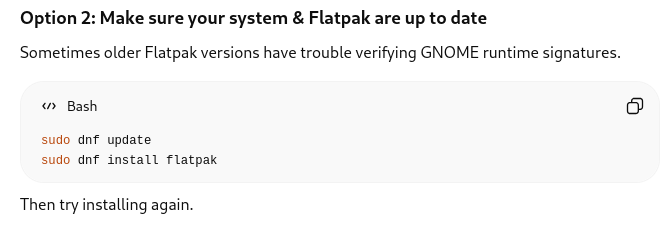 Option 2: Make sure your system & Flatpak are up to date
Sometimes older Flatpak versions have trouble verifying GNOME runtime signatures.
Bash
sudo dnf update
sudo dnf install flatpak
Then try installing again.